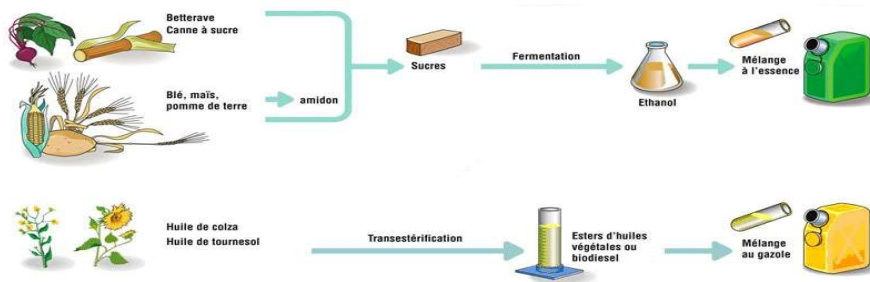 Betterave
Canne à sucre
Sucres
Fermentation
Ethanol
Mélange
à l'essence
Blé, maïs,
pomme de terre
amidon
Huile de colza
Huile de tournesol
Transestérification
Esters d'huiles
végétales ou
biodiesel
Mélange
au gazole